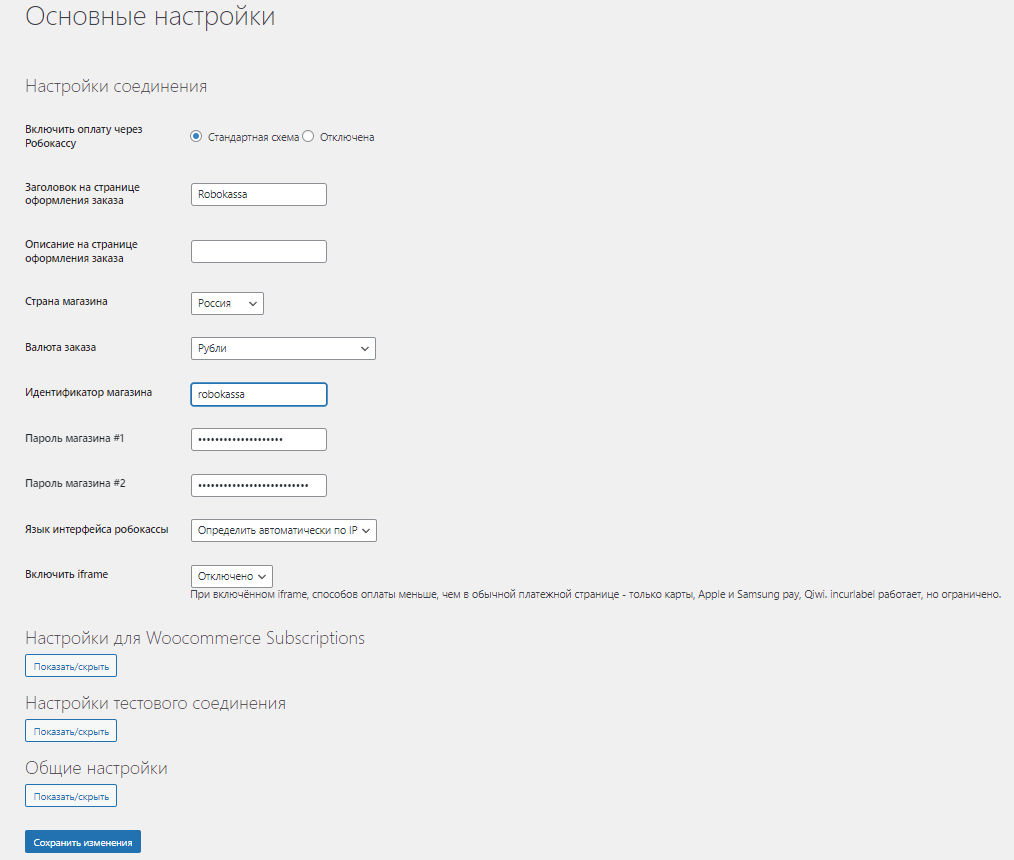 Основные настройки
Настройки соединения
Включить оплату через
Робокассу
Стандартная схема Отключена
Заголовок на странице
оформления заказа
Robokassa
Описание на странице
оформления заказа
Страна магазина
Россия
Валюта заказа
Рубли
Идентификатор магазина
robokassa
Пароль магазина #1
Пароль магазина #2
Язык интерфейса робокассы
Определить автоматически по IP
Включить iframe
Отключено
При включённом iframe, способов оплаты меньше, чем в обычной платежной странице - только карты, Apple и Samsung pay, Qiwi. incurlabel работает, но ограничено.
Настройки для Woocommerce Subscriptions
Показать/скрыть
Настройки тестового соединения
Показать/скрыть
Общие настройки
Показать/скрыть
Сохранить изменения